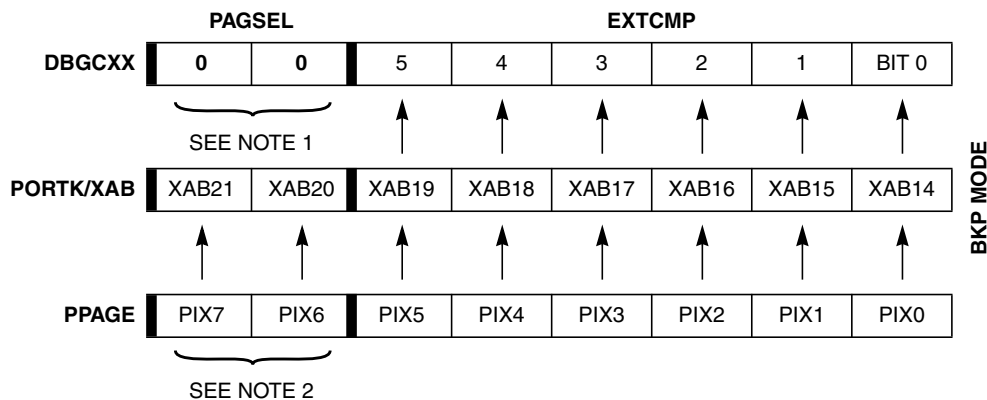 PAGSEL EXTCMP
DBGCXX 0 0 5 4 3 2 1 BIT 0
SEE NOTE 1
PORTK/XAB XAB21 XAB20 XAB19 XAB18 XAB17 XAB16 XAB15 XAB14
BKP MODE
PPAGE PIX7 PIX6 PIX5 PIX4 PIX3 PIX2 PIX1 PIX0
SEE NOTE 2